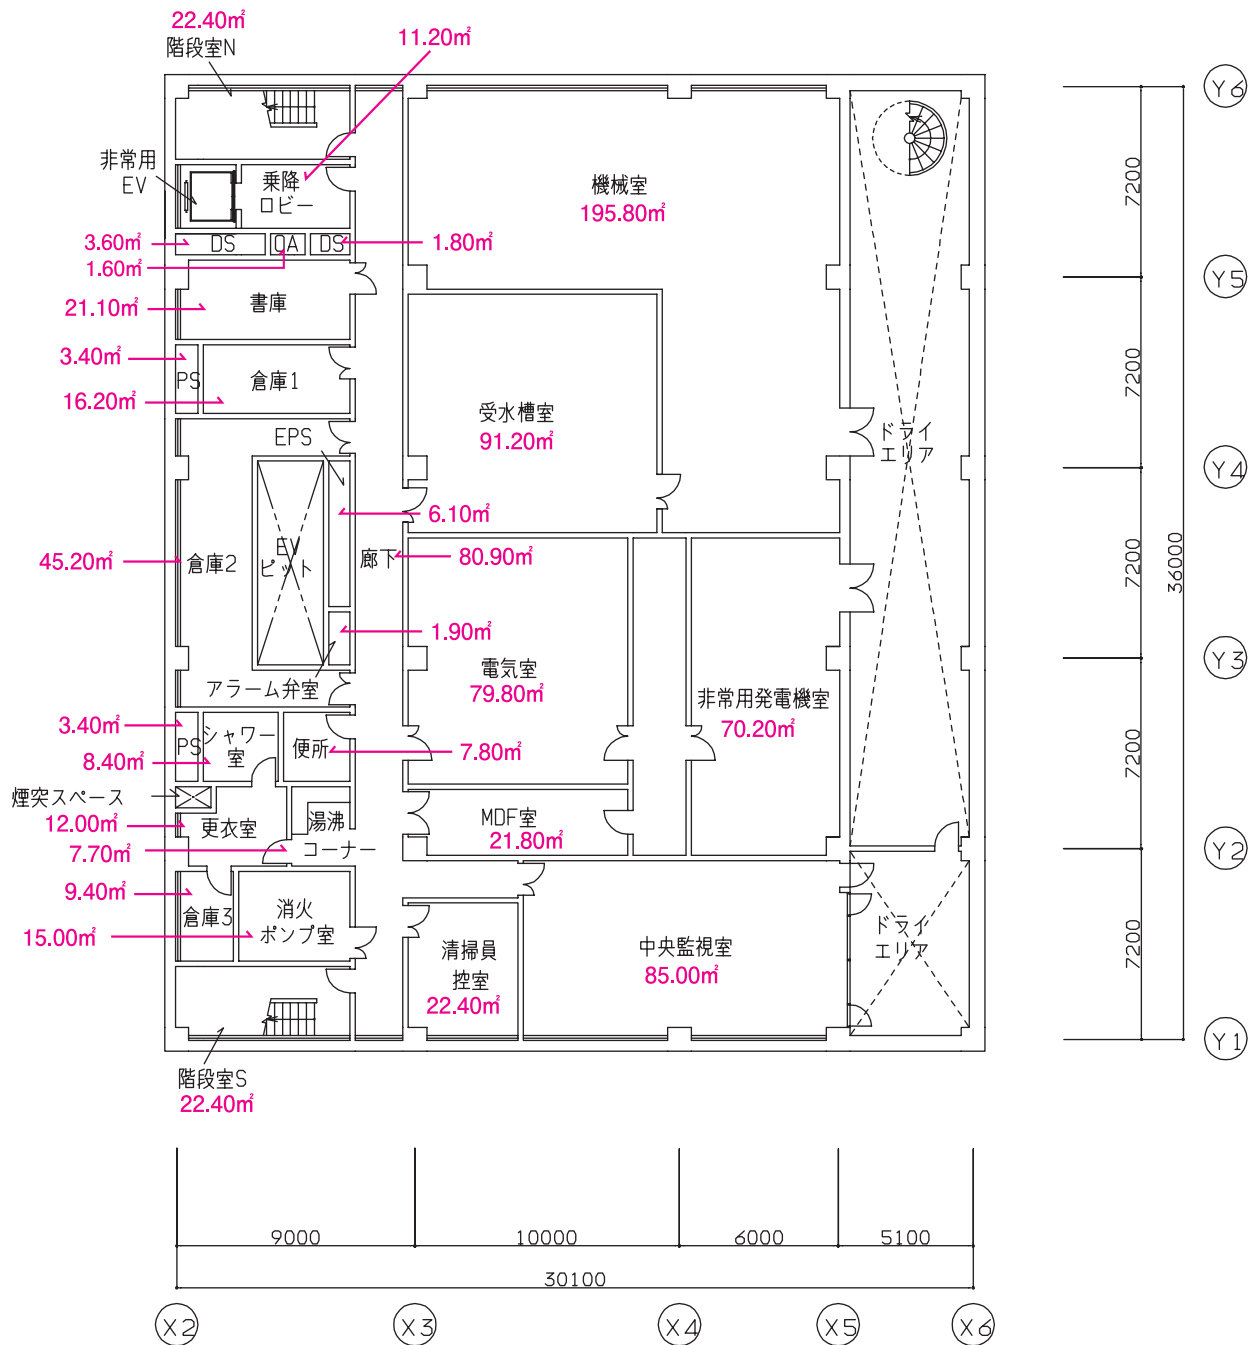 22.40㎡
階段室N
11.20㎡
非常用
EV
乗降
ロビー
機械室
195.80㎡
3.60㎡
DS
OA
DS
1.80㎡
1.60㎡
21.10㎡
書庫
3.40㎡
PS
倉庫1
16.20㎡
EPS
受水槽室
91.20㎡
ドライ
エリア
6.10㎡
45.20㎡
倉庫2
EV
ピット
廊下
80.90㎡
1.90㎡
アラーム弁室
電気室
79.80㎡
非常用発電機室
70.20㎡
3.40㎡
PS
シャワー
室
8.40㎡
便所
7.80㎡
煙突スペース
12.00㎡
更衣室
湯沸
コーナー
7.70㎡
MDF室
21.80㎡
9.40㎡
倉庫3
消火
ポンプ室
15.00㎡
清掃員
控室
22.40㎡
中央監視室
85.00㎡
ドライ
エリア
階段室S
22.40㎡
Y6
7200
Y5
7200
Y4
7200
36000
Y3
7200
Y2
7200
Y1
9000
10000
6000
5100
30100
X2
X3
X4
X5
X6